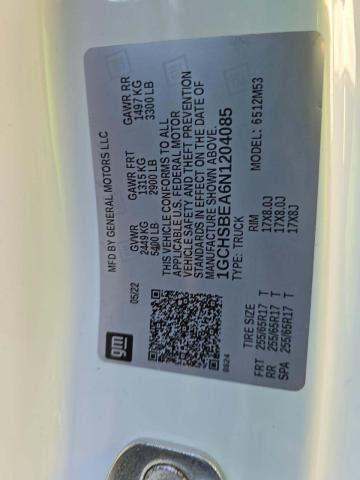 MFD BY GENERAL MOTORS LLC
05/22
GVWR
2449 KG
5400 LB
GAWR FRT
1315 KG
2900 LB
GAWR RR
1497 KG
3300 LB
THIS VEHICLE CONFORMS TO ALL
APPLICABLE U.S. FEDERAL MOTOR
VEHICLE SAFETY AND THEFT PREVENTION
STANDARDS IN EFFECT ON THE DATE OF
MANUFACTURE SHOWN ABOVE.
1GCHSBEA6N1204085
TYPE: TRUCK
MODEL: 6512M53
TIRE SIZE RIM
FRT 255/65R17 T 17X8.0J
RR 255/65R17 T 17X8.0J
SPA 255/65R17 T 17X8J
gm